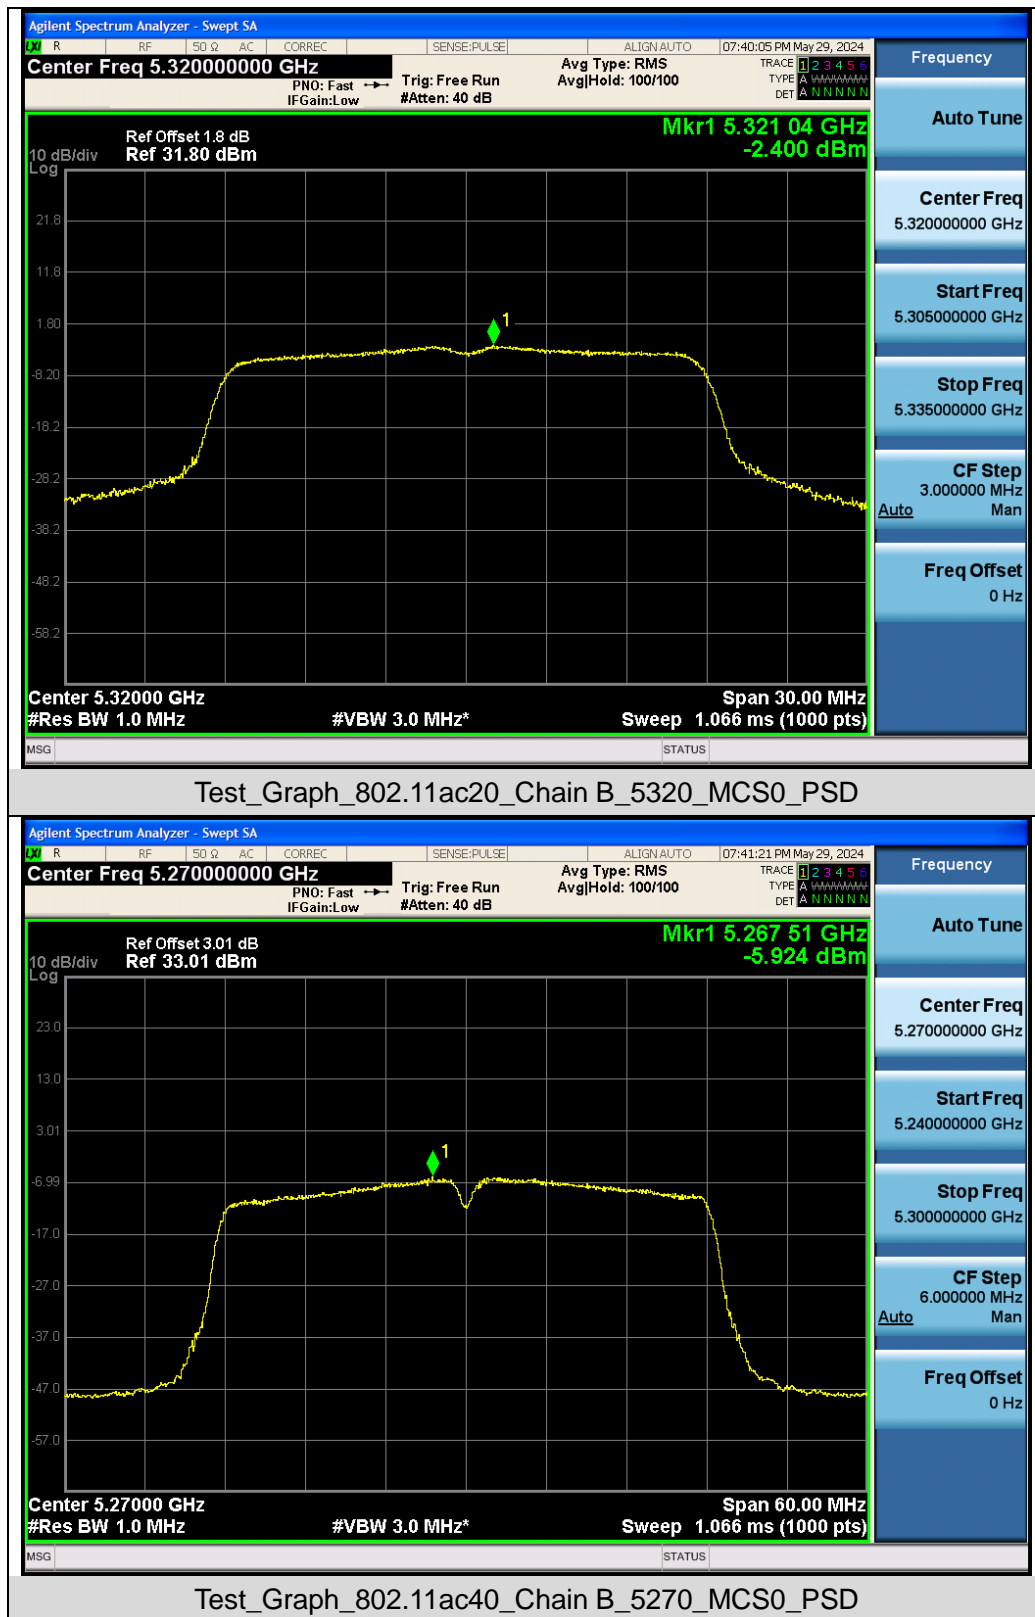 Agilent Spectrum Analyzer - Swept SA
LXI R RF 50 Ω AC CORREC SENSE:PULSE ALIGN AUTO 07:40:05 PM May 29, 2024
Center Freq 5.320000000 GHz
PNO: Fast
IFGain:Low
Trig: Free Run
#Atten: 40 dB
Avg Type: RMS
Avg|Hold: 100/100
TRACE 1 2 3 4 5 6
TYPE A WWWWW
DET A N N N N N
Frequency
Auto Tune
Center Freq
5.320000000 GHz
Start Freq
5.305000000 GHz
Stop Freq
5.335000000 GHz
CF Step
3.000000 MHz
Auto Man
Freq Offset
0 Hz
Mkr1 5.321 04 GHz
-2.400 dBm
Ref Offset 1.8 dB
10 dB/div Ref 31.80 dBm
Log
21.8
11.8
1.80
-8.20
-18.2
-28.2
-38.2
-48.2
-58.2
1
Center 5.32000 GHz Span 30.00 MHz
#Res BW 1.0 MHz #VBW 3.0 MHz* Sweep 1.066 ms (1000 pts)
MSG STATUS
Test_Graph_802.11ac20_Chain B_5320_MCS0_PSD
Agilent Spectrum Analyzer - Swept SA
LXI R RF 50 Ω AC CORREC SENSE:PULSE ALIGN AUTO 07:41:21 PM May 29, 2024
Center Freq 5.270000000 GHz
PNO: Fast
IFGain:Low
Trig: Free Run
#Atten: 40 dB
Avg Type: RMS
Avg|Hold: 100/100
TRACE 1 2 3 4 5 6
TYPE A WWWWW
DET A N N N N N
Frequency
Auto Tune
Center Freq
5.270000000 GHz
Start Freq
5.240000000 GHz
Stop Freq
5.300000000 GHz
CF Step
6.000000 MHz
Auto Man
Freq Offset
0 Hz
Mkr1 5.267 51 GHz
-5.924 dBm
Ref Offset 3.01 dB
10 dB/div Ref 33.01 dBm
Log
23.0
13.0
3.01
-6.99
-17.0
-27.0
-37.0
-47.0
-57.0
1
Center 5.27000 GHz Span 60.00 MHz
#Res BW 1.0 MHz #VBW 3.0 MHz* Sweep 1.066 ms (1000 pts)
MSG STATUS
Test_Graph_802.11ac40_Chain B_5270_MCS0_PSD